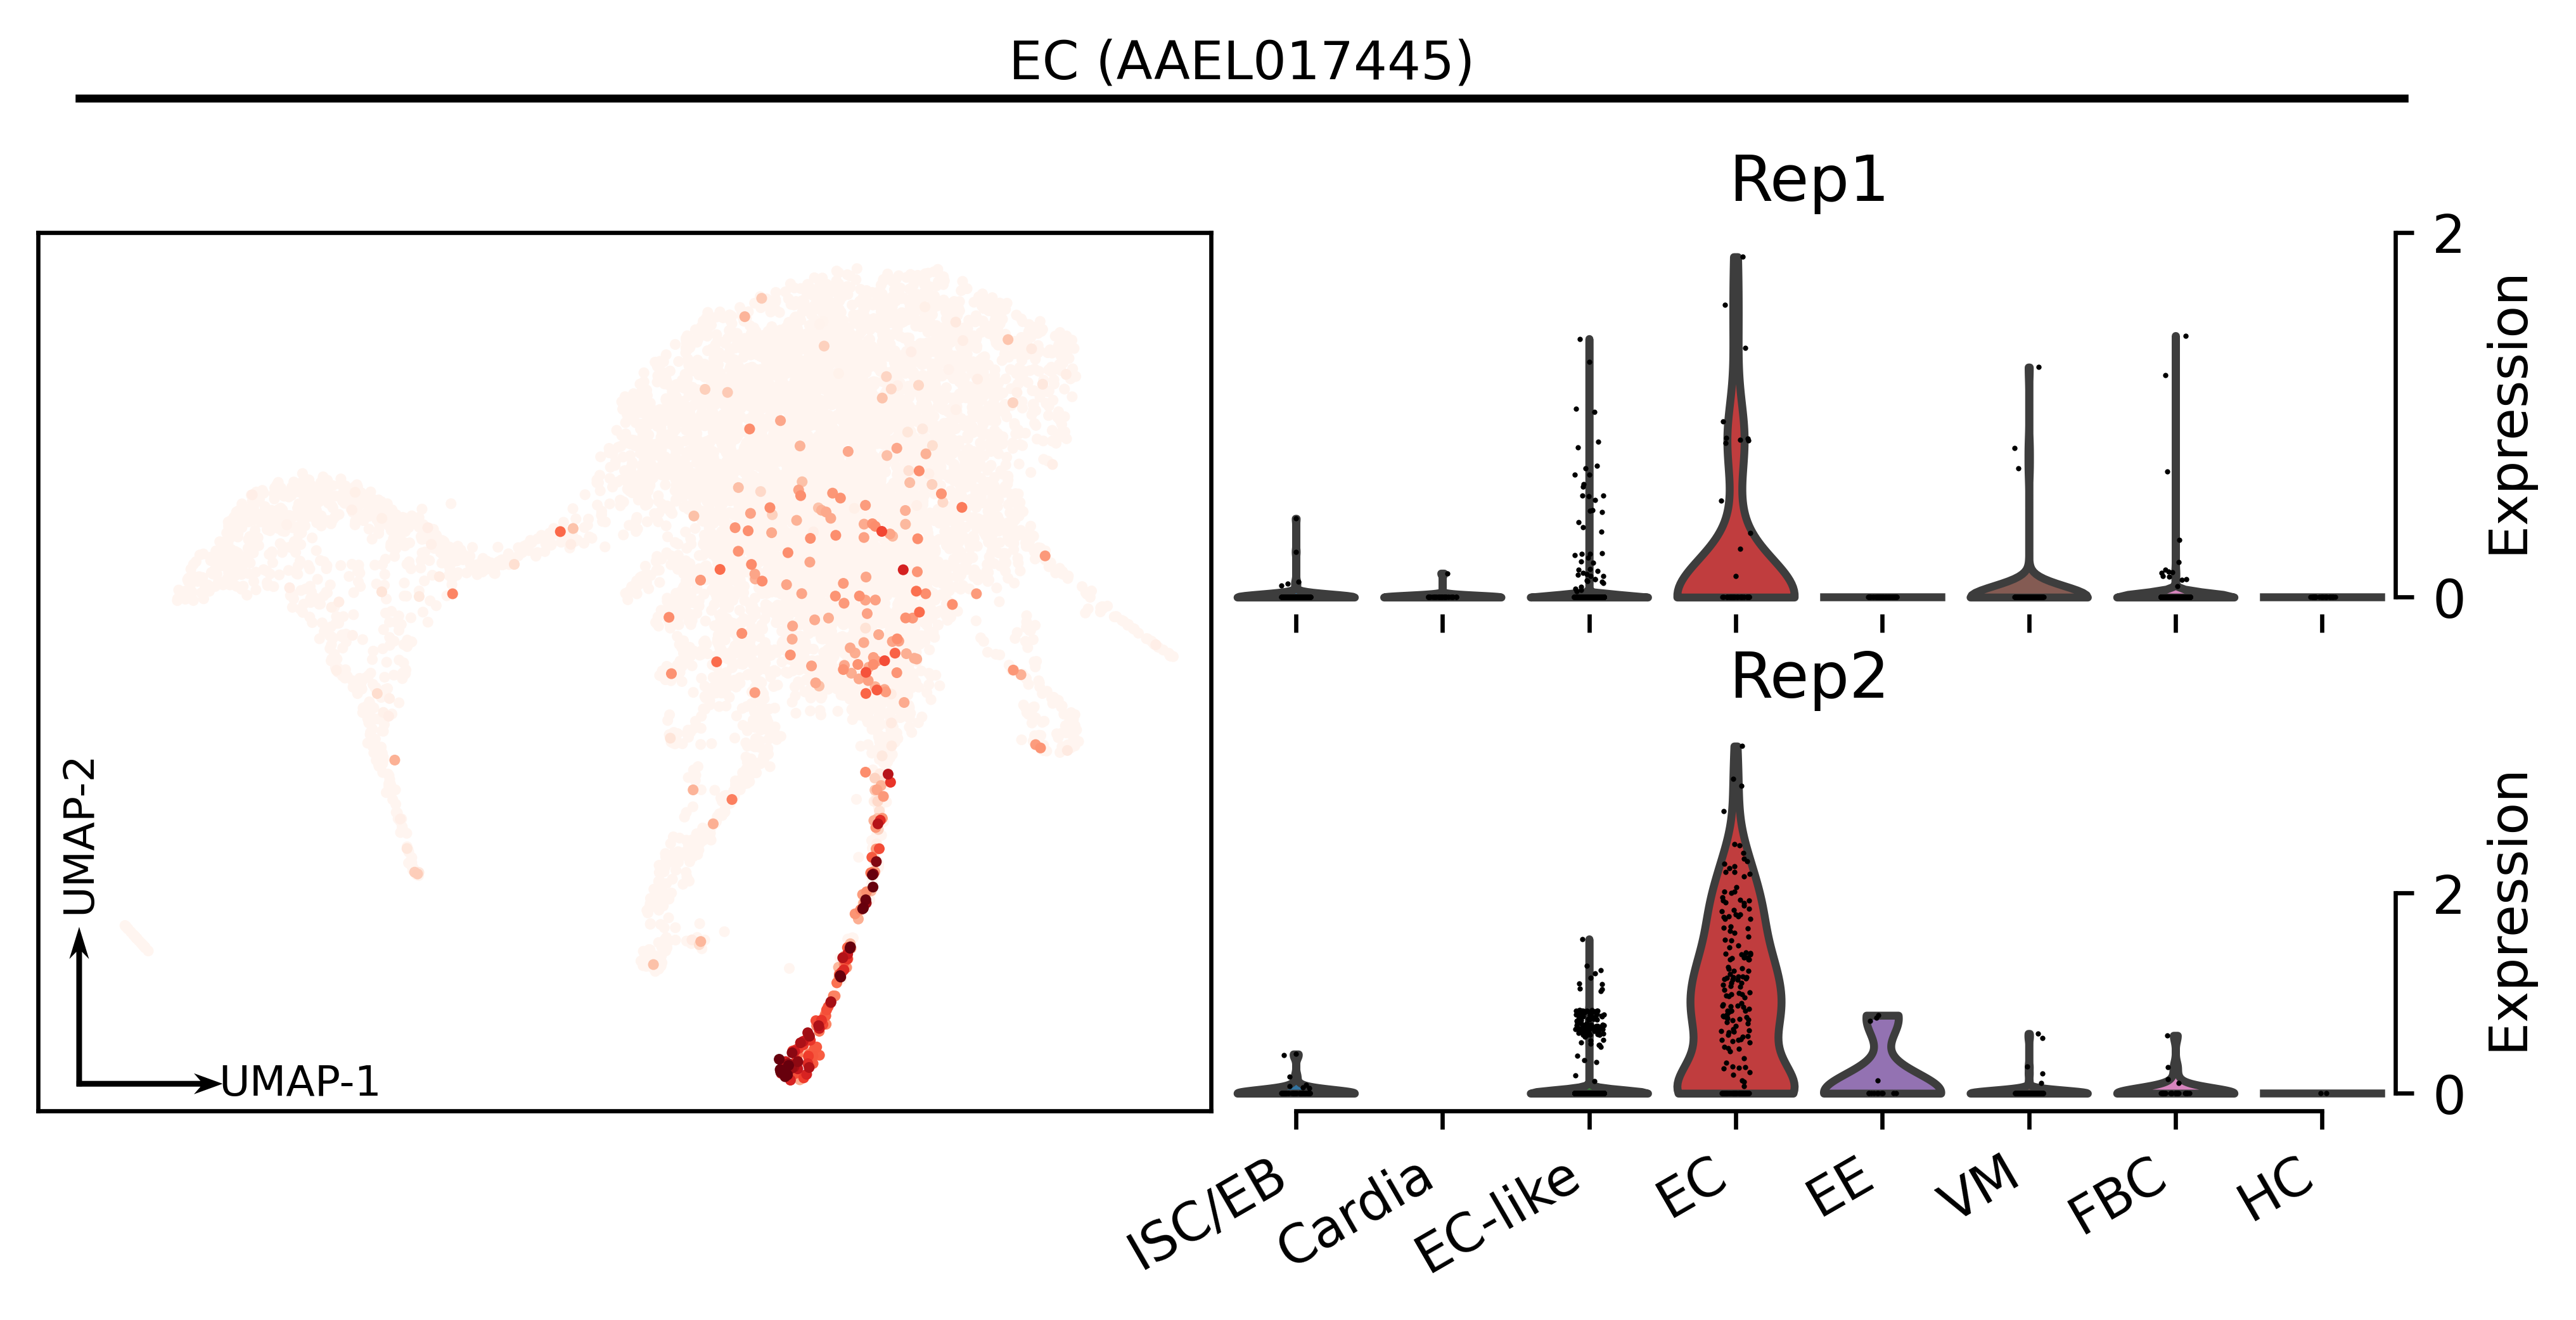 EC (AAEL017445)
UMAP-2
UMAP-1
Rep1
2
0
Expression
Rep2
2
0
Expression
ISC/EB
Cardia
EC-like
EC
EE
VM
FBC
HC